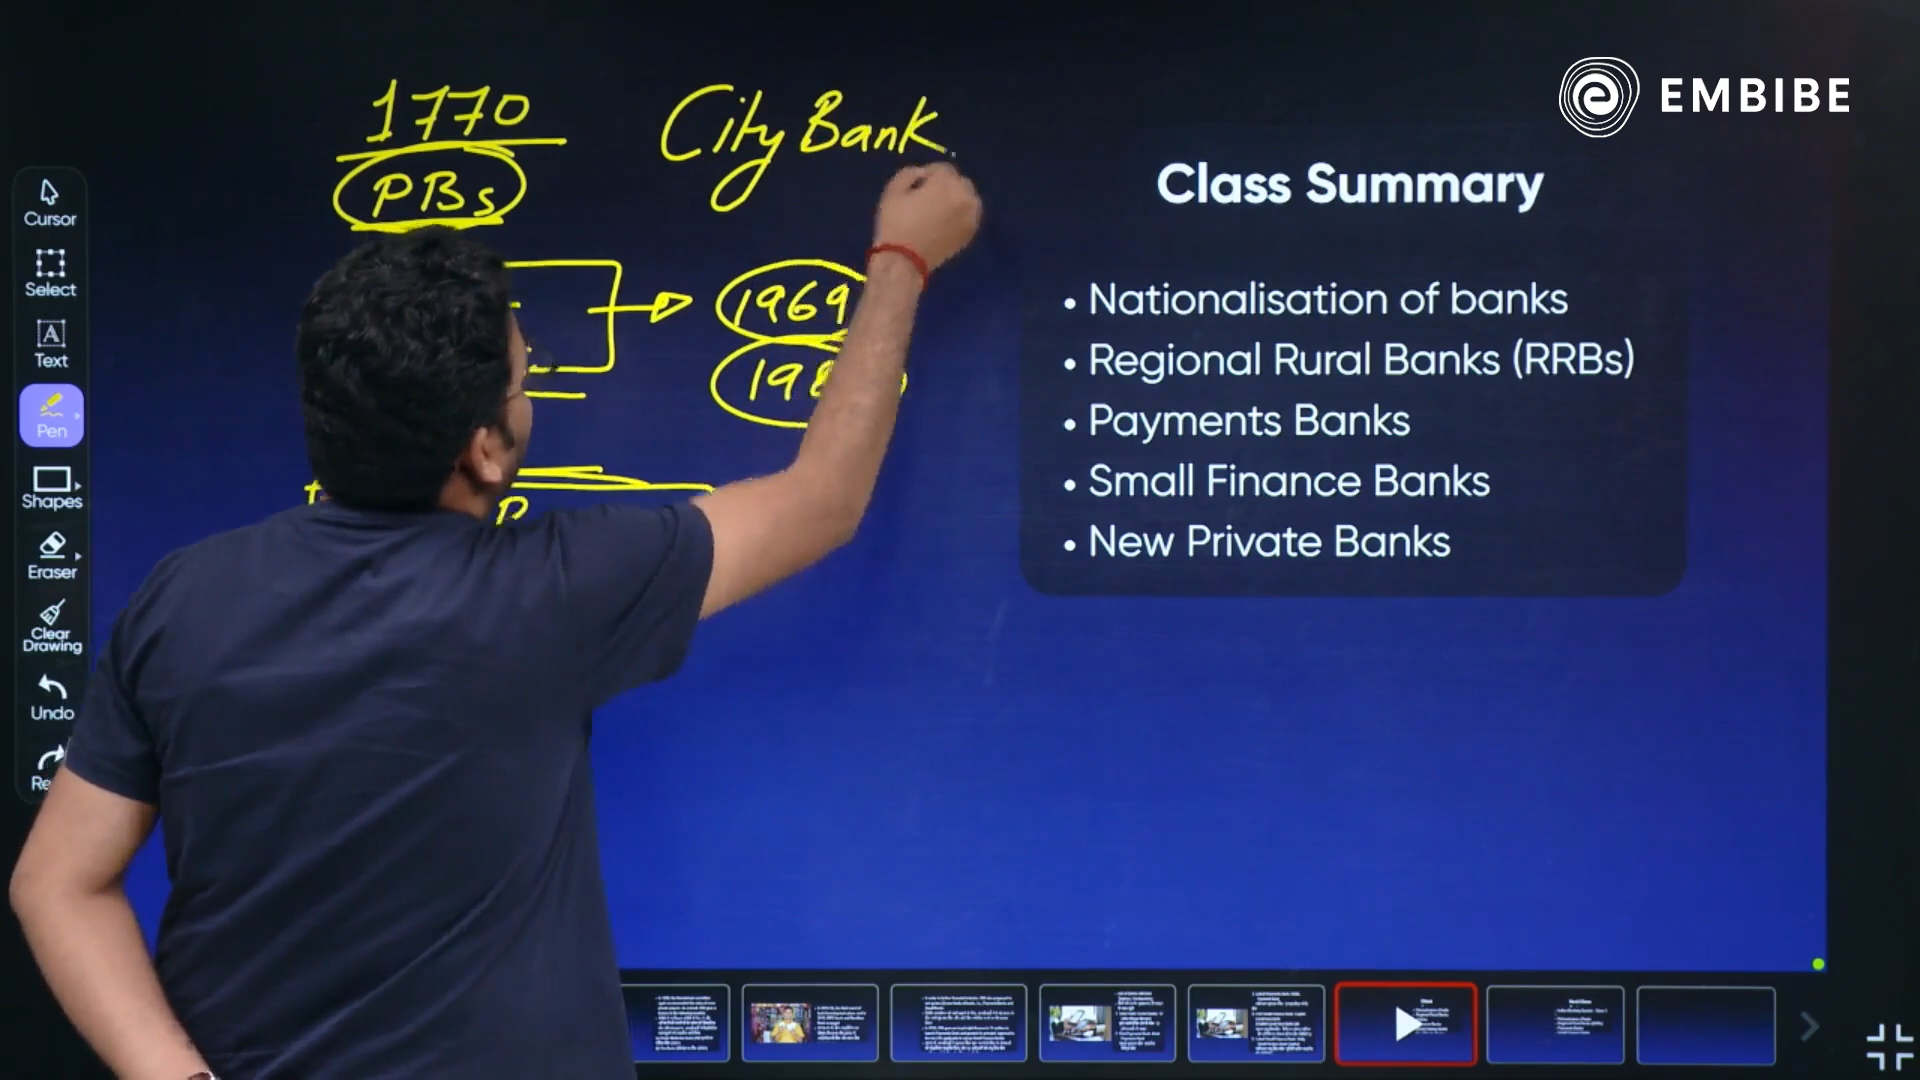 1770
City Bank
EMBIBE
PBs
Class Summary
1969
198
• Nationalisation of banks
• Regional Rural Banks (RRBs)
• Payments Banks
• Small Finance Banks
• New Private Banks
Cursor
Select
Text
Pen
Shapes
Eraser
Clear
Drawing
Undo